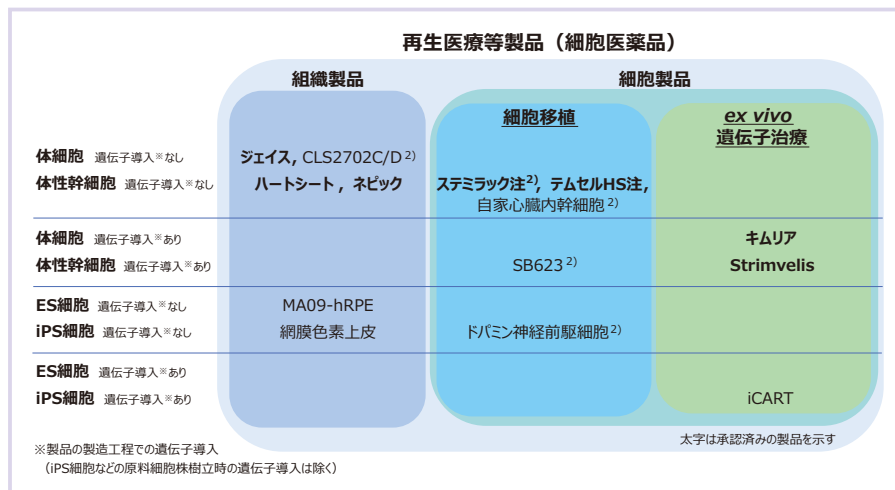 再生医療等製品（細胞医薬品）
組織製品
細胞製品
細胞移植
ex vivo
遺伝子治療
体細胞 遺伝子導入※なし
ジェイス, CLS2702C/D 2)
体性幹細胞 遺伝子導入※なし
ハートシート , ネピック
ステミラック注2), テムセルHS注,
自家心臓内幹細胞 2)
体細胞 遺伝子導入※あり
キムリア
体性幹細胞 遺伝子導入※あり
SB623 2)
Strimvelis
ES細胞 遺伝子導入※なし
MA09-hRPE
iPS細胞 遺伝子導入※なし
網膜色素上皮
ドパミン神経前駆細胞2)
ES細胞 遺伝子導入※あり
iPS細胞 遺伝子導入※あり
iCART
※製品の製造工程での遺伝子導入
（iPS細胞などの原料細胞株樹立時の遺伝子導入は除く）
太字は承認済みの製品を示す